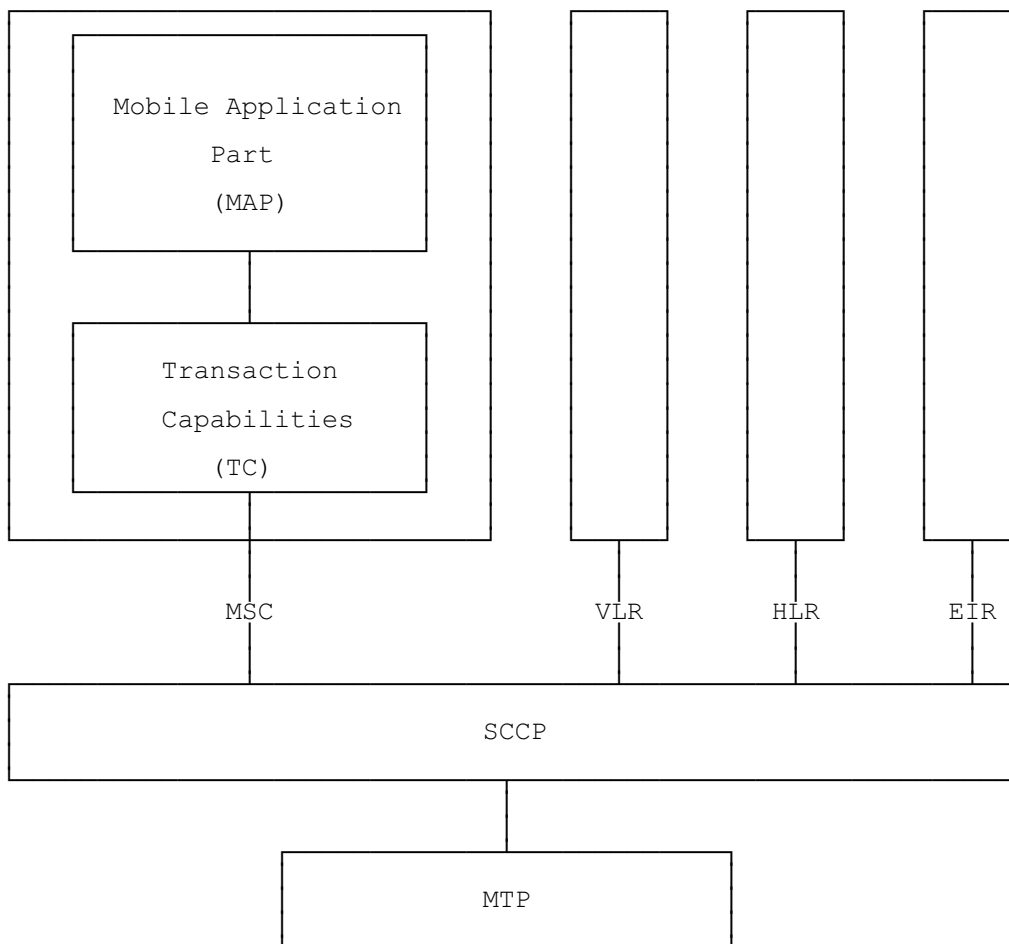 Mobile Application
Part
(MAP)
Transaction
Capabilities
(TC)
MSC
VLR
HLR
EIR
SCCP
MTP